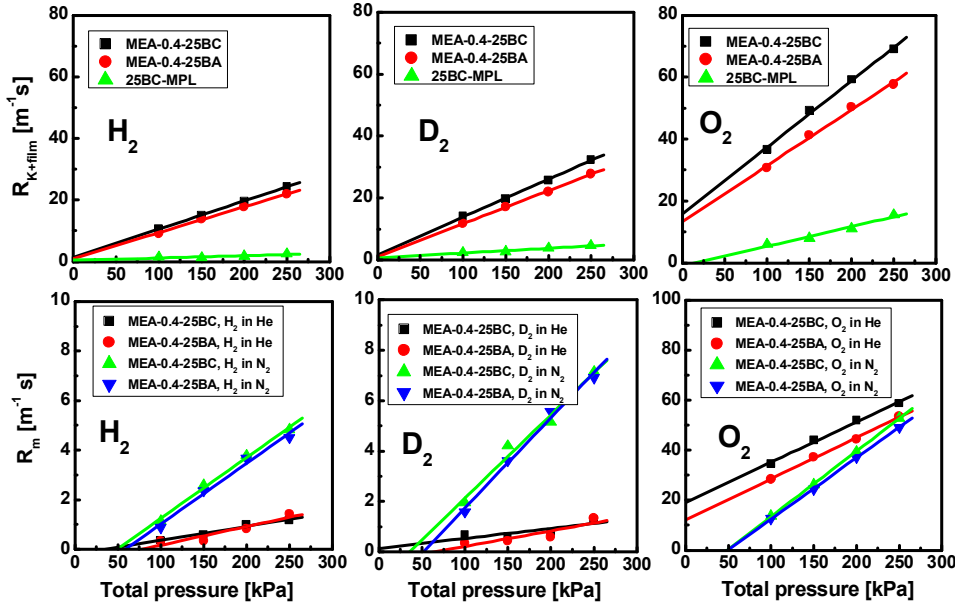 R_{K+film} [m⁻¹s]
80
60
40
20
0
0 50 100 150 200 250 300
MEA-0.4-25BC
MEA-0.4-25BA
25BC-MPL
H₂
80
60
40
20
0
0 50 100 150 200 250 300
MEA-0.4-25BC
MEA-0.4-25BA
25BC-MPL
D₂
80
60
40
20
0
0 50 100 150 200 250 300
MEA-0.4-25BC
MEA-0.4-25BA
25BC-MPL
O₂
R_m [m⁻¹s]
10
8
6
4
2
0
0 50 100 150 200 250 300
MEA-0.4-25BC, H₂ in He
MEA-0.4-25BA, H₂ in He
MEA-0.4-25BC, H₂ in N₂
MEA-0.4-25BA, H₂ in N₂
H₂
Total pressure [kPa]
10
8
6
4
2
0
0 50 100 150 200 250 300
MEA-0.4-25BC, D₂ in He
MEA-0.4-25BA, D₂ in He
MEA-0.4-25BC, D₂ in N₂
MEA-0.4-25BA, D₂ in N₂
D₂
Total pressure [kPa]
100
80
60
40
20
0
0 50 100 150 200 250 300
MEA-0.4-25BC, O₂ in He
MEA-0.4-25BA, O₂ in He
MEA-0.4-25BC, O₂ in N₂
MEA-0.4-25BA, O₂ in N₂
O₂
Total pressure [kPa]